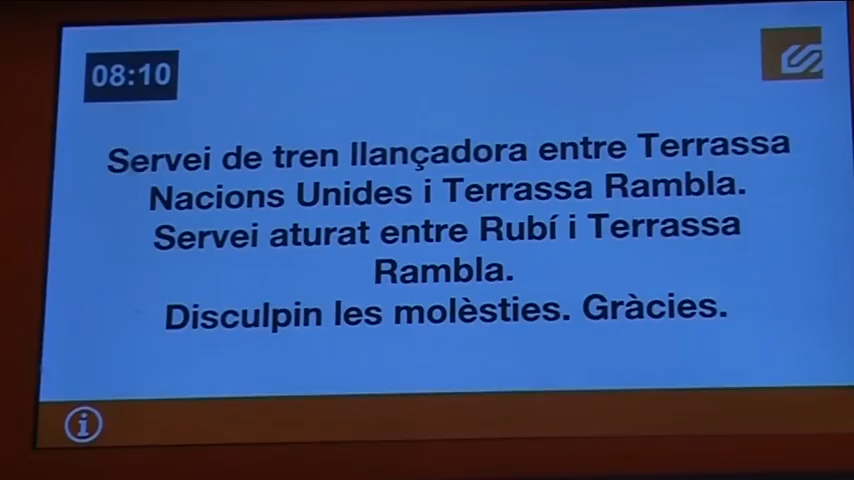 08:10
Servei de tren llançadora entre Terrassa
Nacions Unides i Terrassa Rambla.
Servei aturat entre Rubí i Terrassa
Rambla.
Disculpin les molèsties. Gràcies.